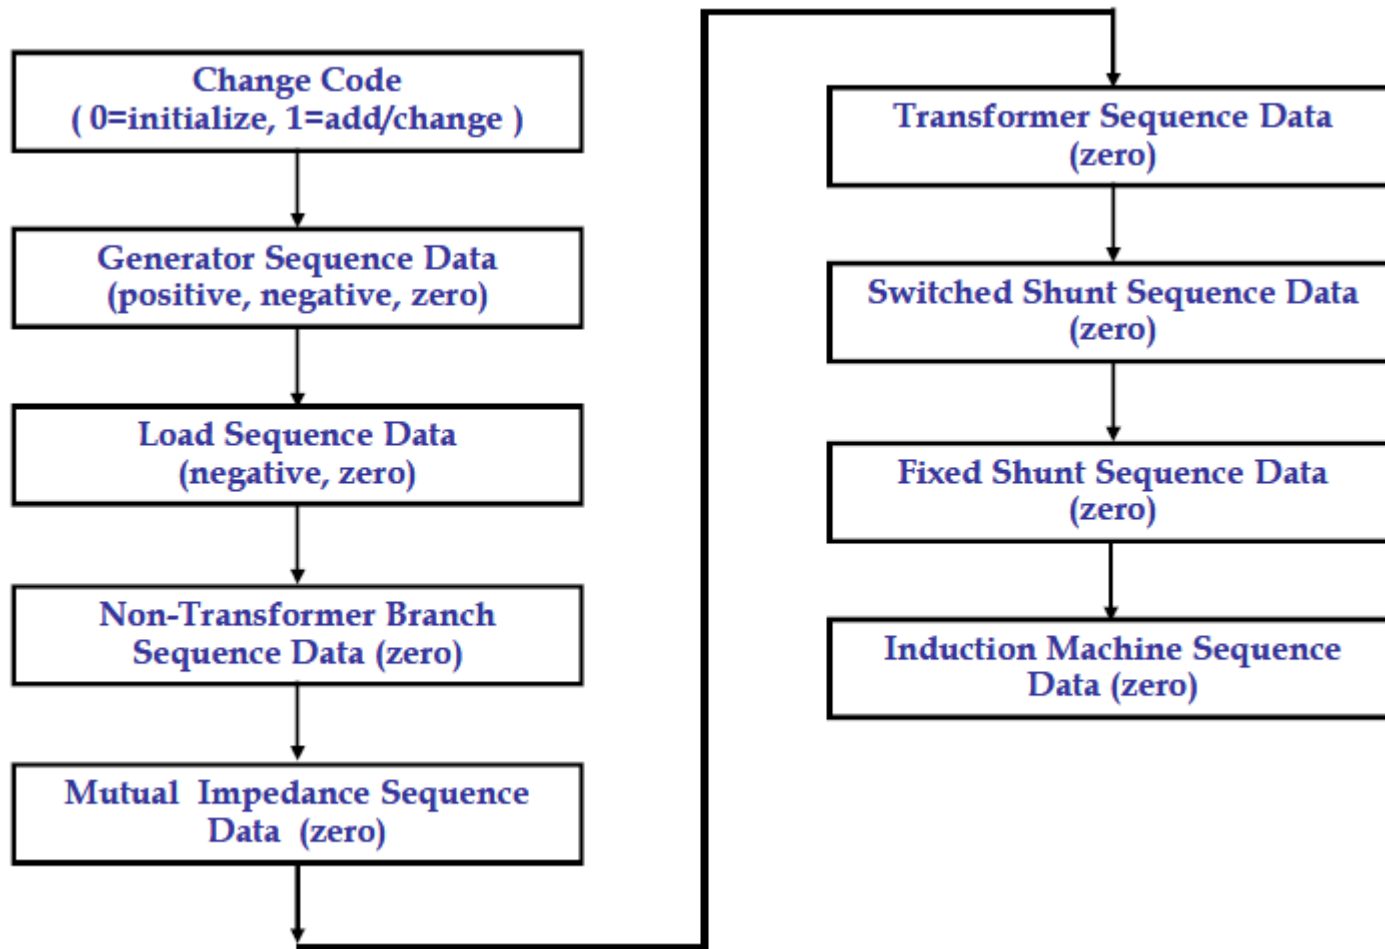 Change Code
( 0=initialize, 1=add/change )
Generator Sequence Data
(positive, negative, zero)
Load Sequence Data
(negative, zero)
Non-Transformer Branch
Sequence Data (zero)
Mutual  Impedance Sequence
Data  (zero)
Transformer Sequence Data
(zero)
Switched Shunt Sequence Data
(zero)
Fixed Shunt Sequence Data
(zero)
Induction Machine Sequence
Data (zero)